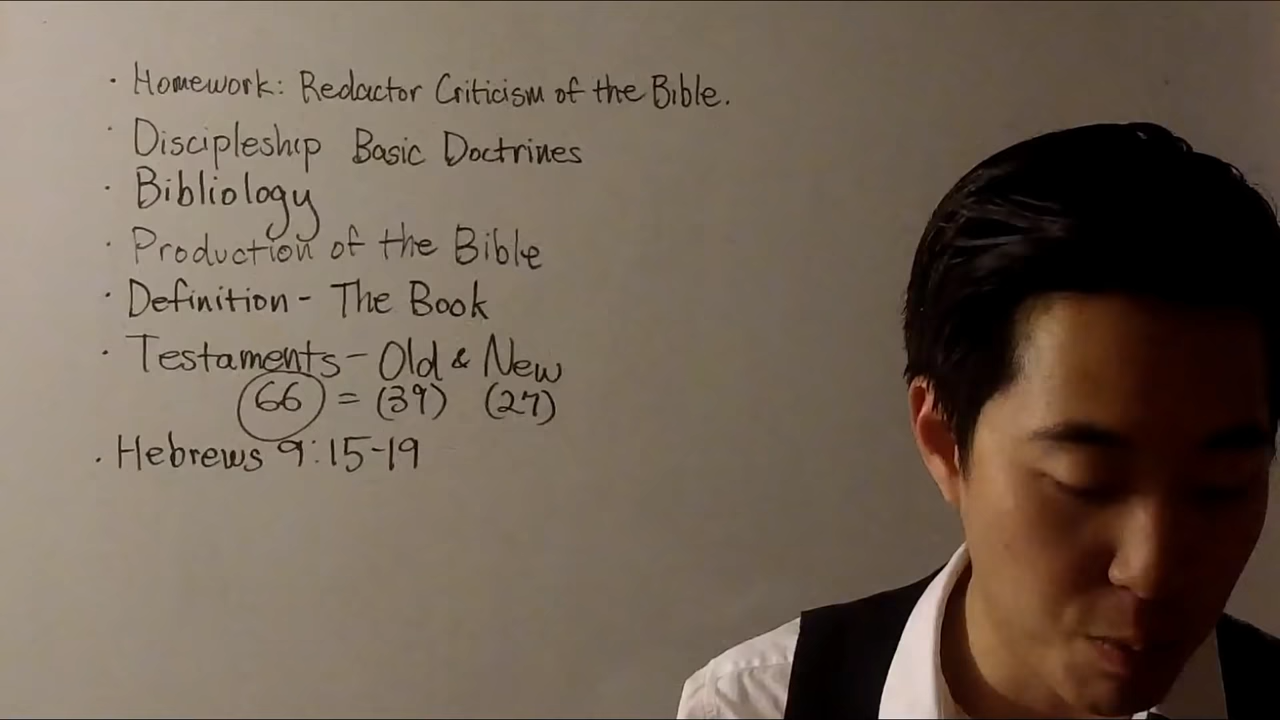 · Homework: Redactor Criticism of the Bible.
· Discipleship Basic Doctrines
· Bibliology
· Production of the Bible
· Definition - The Book
· Testaments - Old & New
66 = (39) (27)
· Hebrews 9:15-19